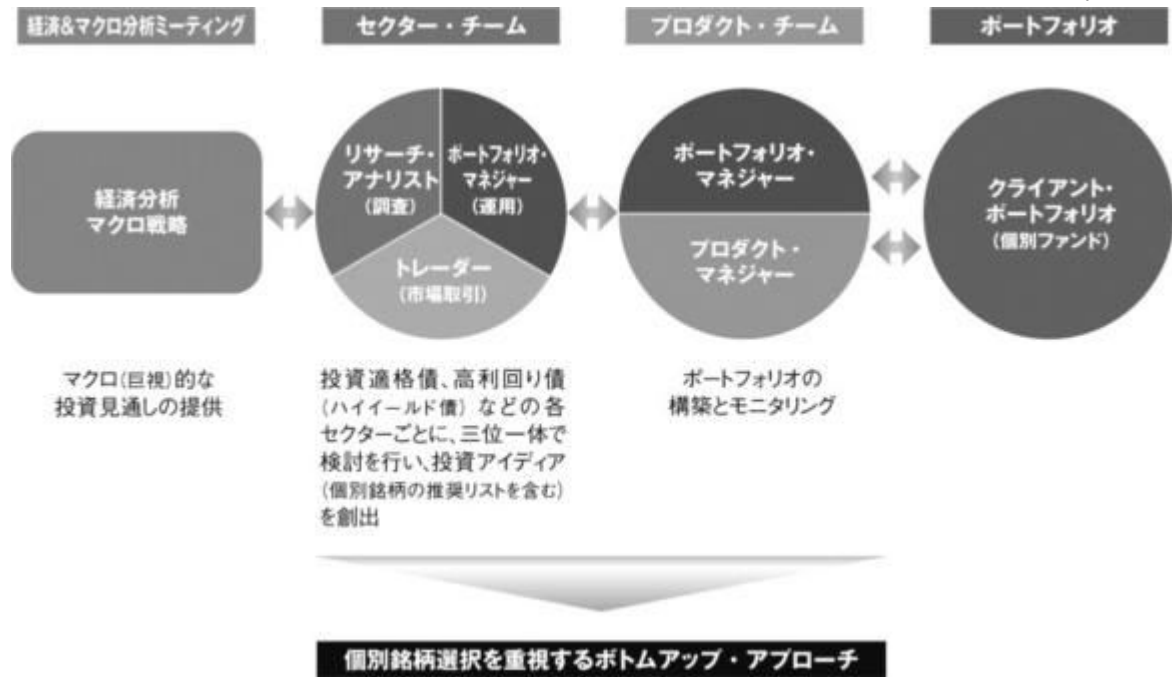 経済&マクロ分析ミーティング
セクター・チーム
プロダクト・チーム
ポートフォリオ
経済分析
マクロ戦略
リサーチ・
アナリスト
(調査)
ポートフォリオ・
マネジャー
(運用)
トレーダー
(市場取引)
ポートフォリオ・
マネジャー
プロダクト・
マネジャー
クライアント・
ポートフォリオ
(個別ファンド)
マクロ(巨視)的な
投資見通しの提供
投資適格債、高利回り債
(ハイイールド債)などの各
セクターごとに、三位一体で
検討を行い、投資アイディア
(個別銘柄の推奨リストを含む)
を創出
ポートフォリオの
構築とモニタリング
個別銘柄選択を重視するボトムアップ・アプローチ